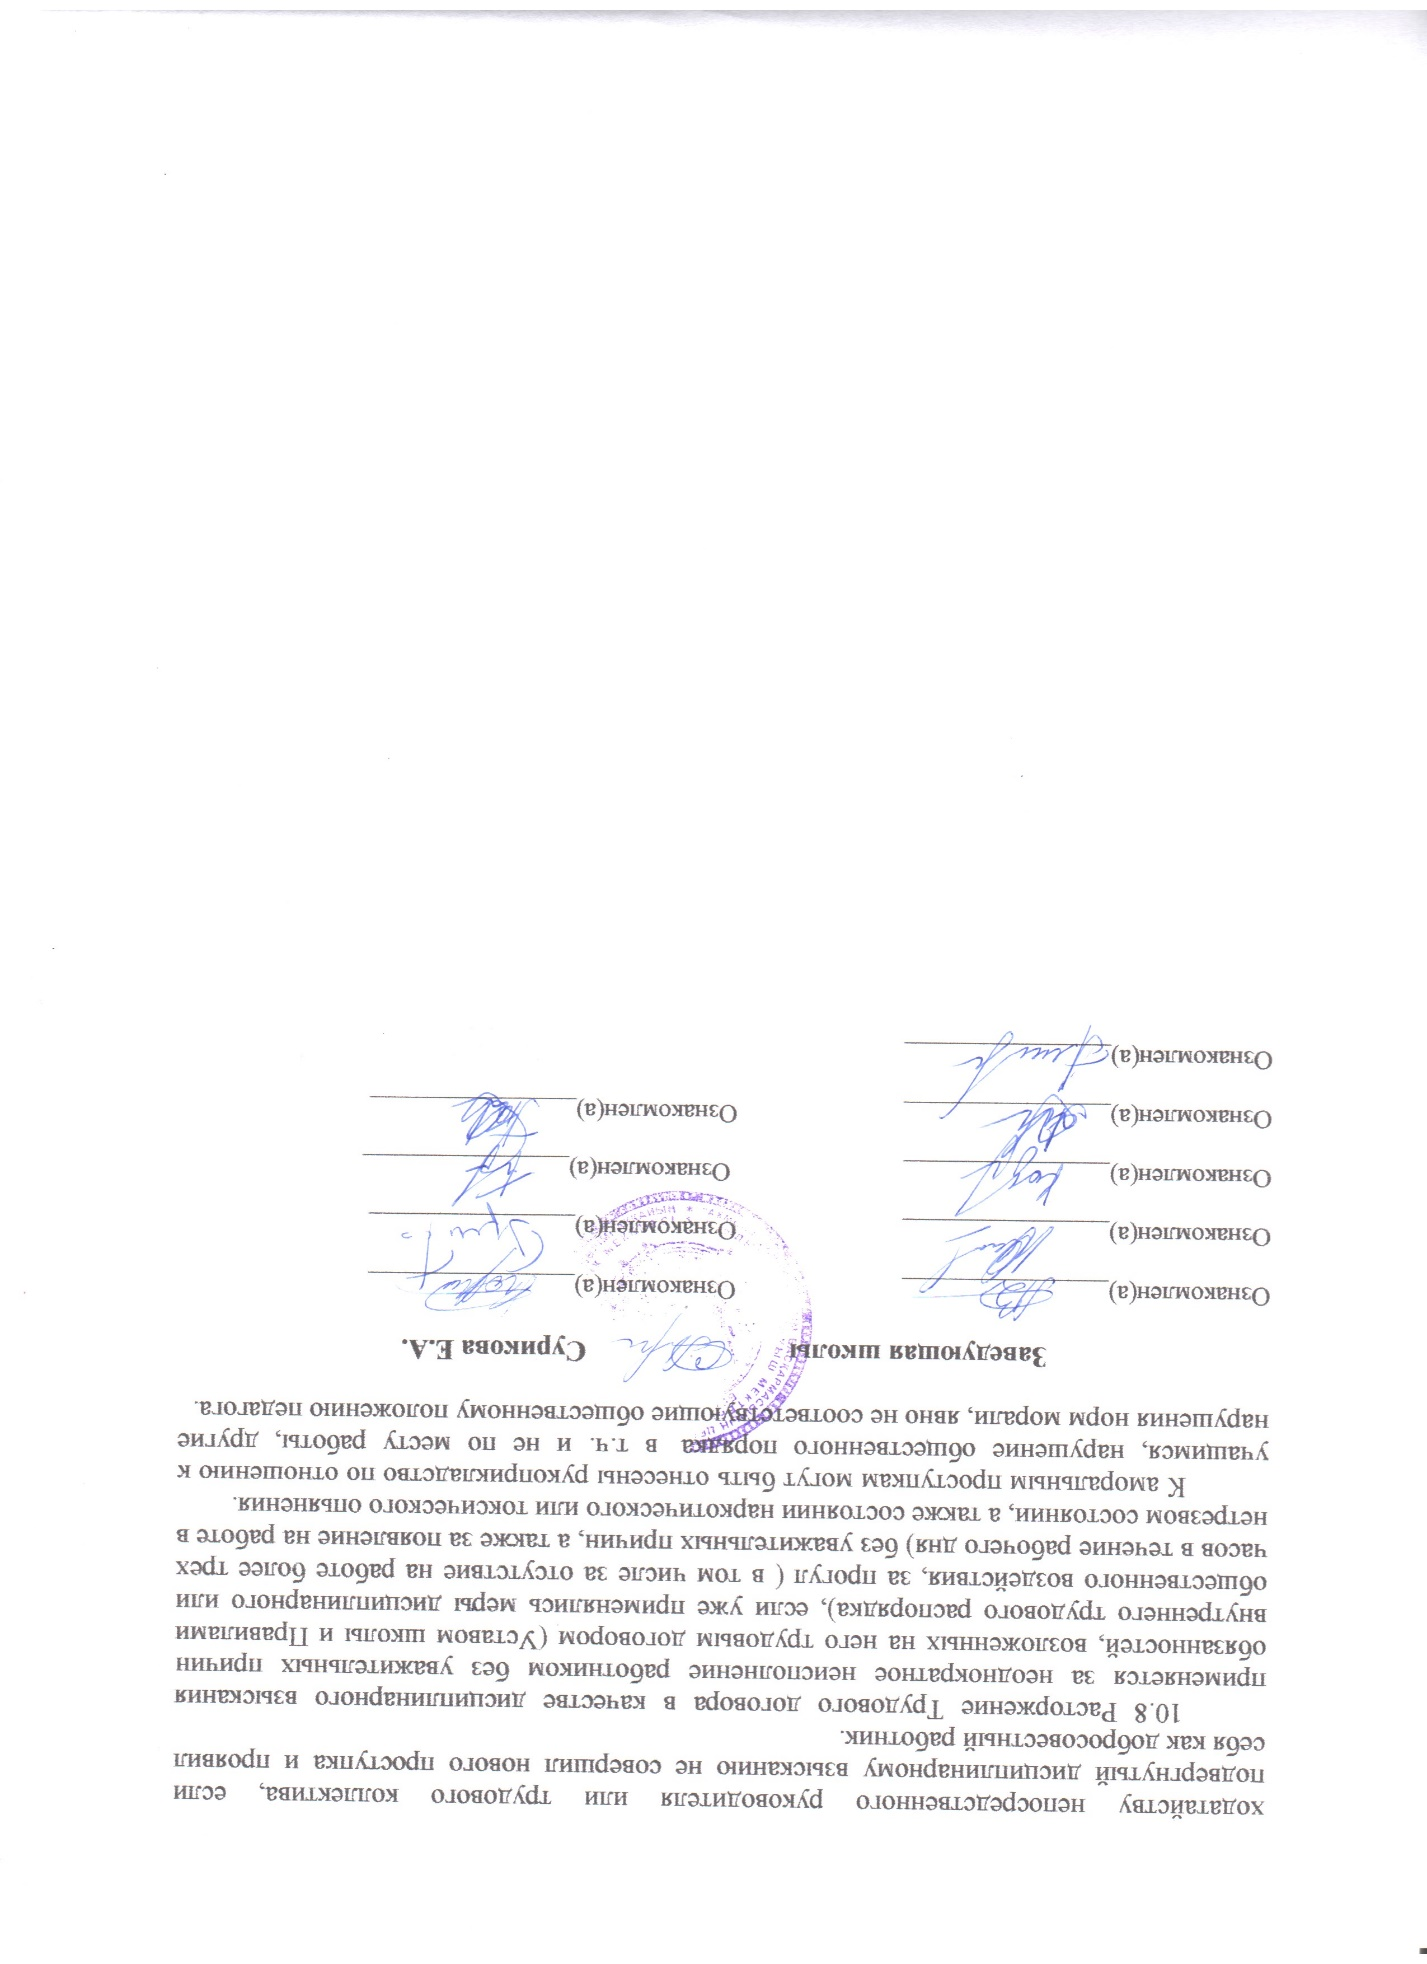 ходатайству непосредственного руководителя или трудового коллектива, если
подвергнутый дисциплинарному взысканию не совершил нового проступка и проявил
себя как добросовестный работник.
10.8 Расторжение Трудового договора в качестве дисциплинарного взыскания
применяется за неоднократное неисполнение работником без уважительных причин
обязанностей, возложенных на него трудовым договором (Уставом школы и Правилами
внутреннего трудового распорядка), если уже применялись меры дисциплинарного или
общественного воздействия, за прогул ( в том числе за отсутствие на работе более трех
часов в течение рабочего дня) без уважительных причин, а также за появление на работе в
нетрезвом состоянии, а также состоянии наркотического или токсического опьянения.
К аморальным проступкам могут быть отнесены рукоприкладство по отношению к
учащимся, нарушение общественного порядка в т.ч. и не по месту работы, другие
нарушения норм морали, явно не соответствующие общественному положению педагога.
Заведующая школы Сурикова Е.А.
Ознакомлен(а) Ознакомлен(а)
Ознакомлен(а) Ознакомлен(а)
Ознакомлен(а) Ознакомлен(а)
Ознакомлен(а) Ознакомлен(а)
Ознакомлен(а)